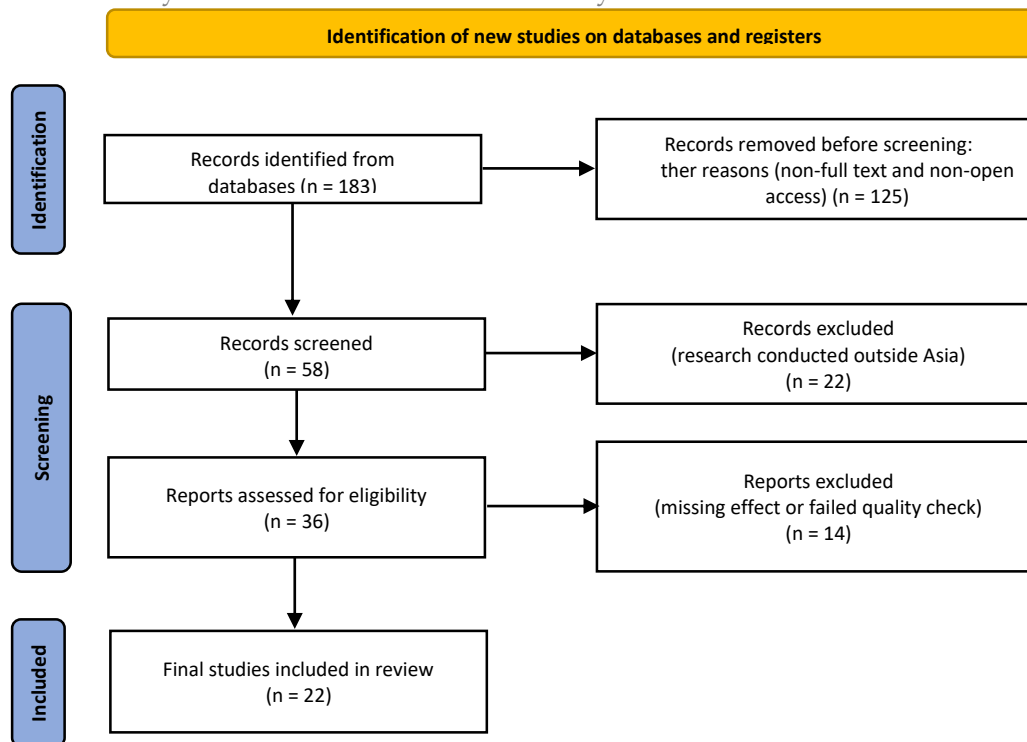 Identification of new studies on databases and registers
Identification
Records identified from
databases (n = 183)
Records removed before screening:
ther reasons (non-full text and non-open
access) (n = 125)
Screening
Records screened
(n = 58)
Records excluded
(research conducted outside Asia)
(n = 22)
Reports assessed for eligibility
(n = 36)
Reports excluded
(missing effect or failed quality check)
(n = 14)
Included
Final studies included in review
(n = 22)